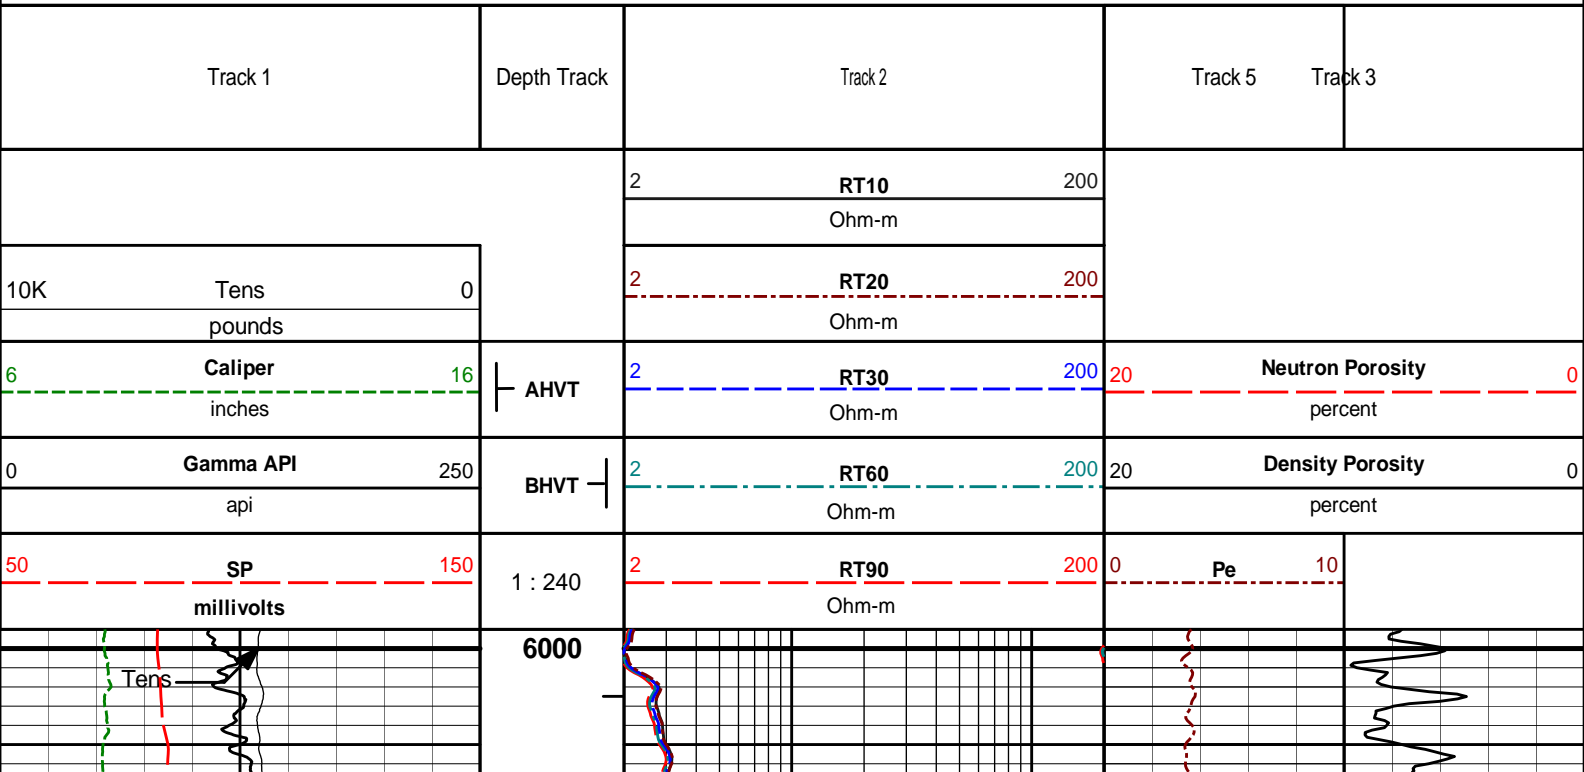 Track 1 Depth Track Track 2 Track 5 Track 3
2 RT10 200
Ohm-m
10K Tens 0
pounds
2 RT20 200
Ohm-m
6 Caliper 16
inches
AHVT
2 RT30 200
Ohm-m
20 Neutron Porosity 0
percent
0 Gamma API 250
api
BHVT
2 RT60 200
Ohm-m
20 Density Porosity 0
percent
50 SP 150
millivolts
1 : 240
2 RT90 200
Ohm-m
0 Pe 10
6000
Tens